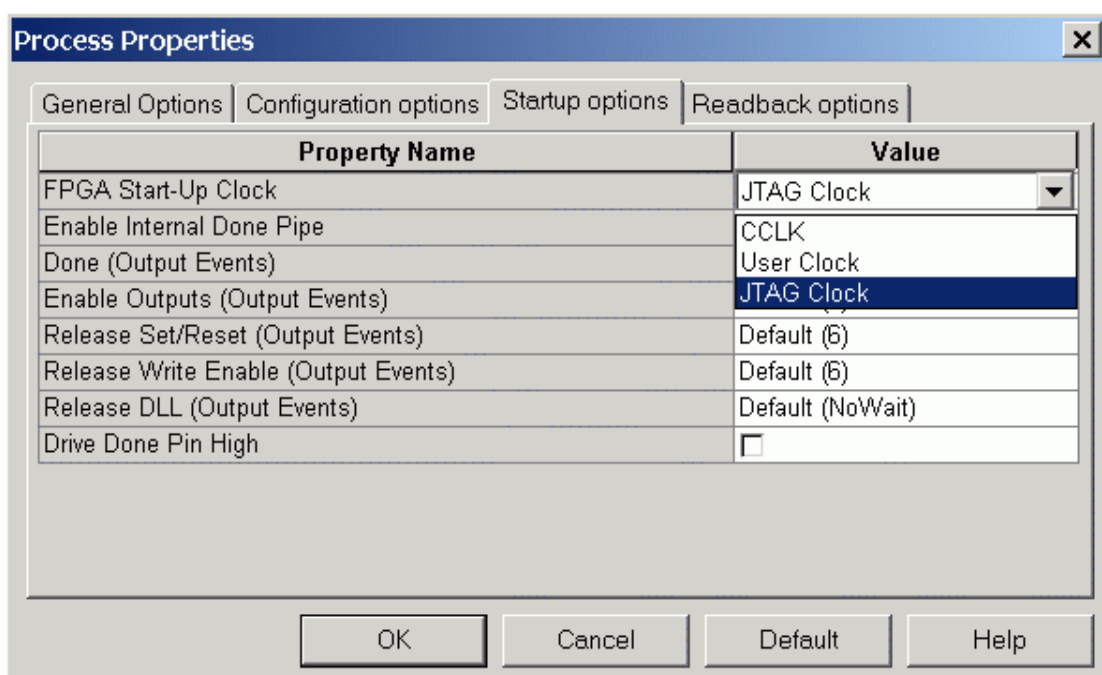 Process Properties
General Options Configuration options Startup options Readback options
Property Name Value
FPGA Start-Up Clock JTAG Clock
Enable Internal Done Pipe
CCLK
Done (Output Events) User Clock
Enable Outputs (Output Events) JTAG Clock
Release Set/Reset (Output Events) Default (6)
Release Write Enable (Output Events) Default (6)
Release DLL (Output Events) Default (NoWait)
Drive Done Pin High
OK Cancel Default Help